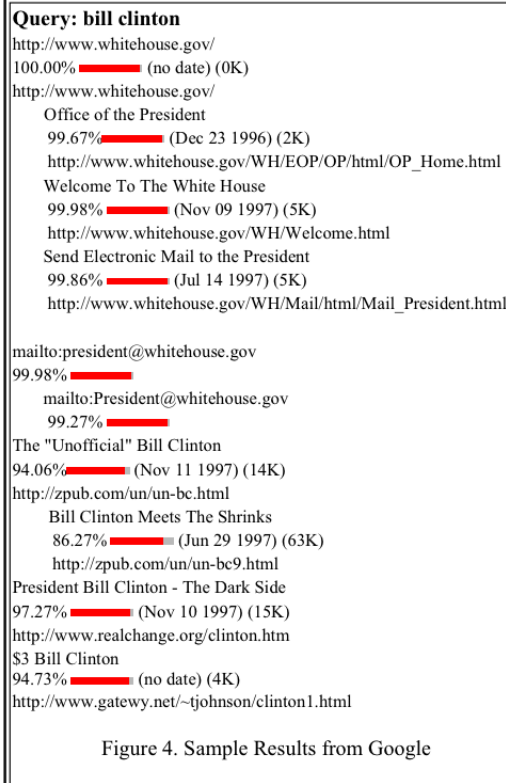 Query: bill clinton
http://www.whitehouse.gov/
100.00% (no date) (0K)
http://www.whitehouse.gov/
Office of the President
99.67% (Dec 23 1996) (2K)
http://www.whitehouse.gov/WH/EOP/OP/html/OP_Home.html
Welcome To The White House
99.98% (Nov 09 1997) (5K)
http://www.whitehouse.gov/WH/Welcome.html
Send Electronic Mail to the President
99.86% (Jul 14 1997) (5K)
http://www.whitehouse.gov/WH/Mail/html/Mail_President.html
mailto:president@whitehouse.gov
99.98%
mailto:President@whitehouse.gov
99.27%
The "Unofficial" Bill Clinton
94.06% (Nov 11 1997) (14K)
http://zpub.com/un/un-bc.html
Bill Clinton Meets The Shrinks
86.27% (Jun 29 1997) (63K)
http://zpub.com/un/un-bc9.html
President Bill Clinton - The Dark Side
97.27% (Nov 10 1997) (15K)
http://www.realchange.org/clinton.htm
$3 Bill Clinton
94.73% (no date) (4K)
http://www.gatewy.net/~tjohnson/clinton1.html
Figure 4. Sample Results from Google